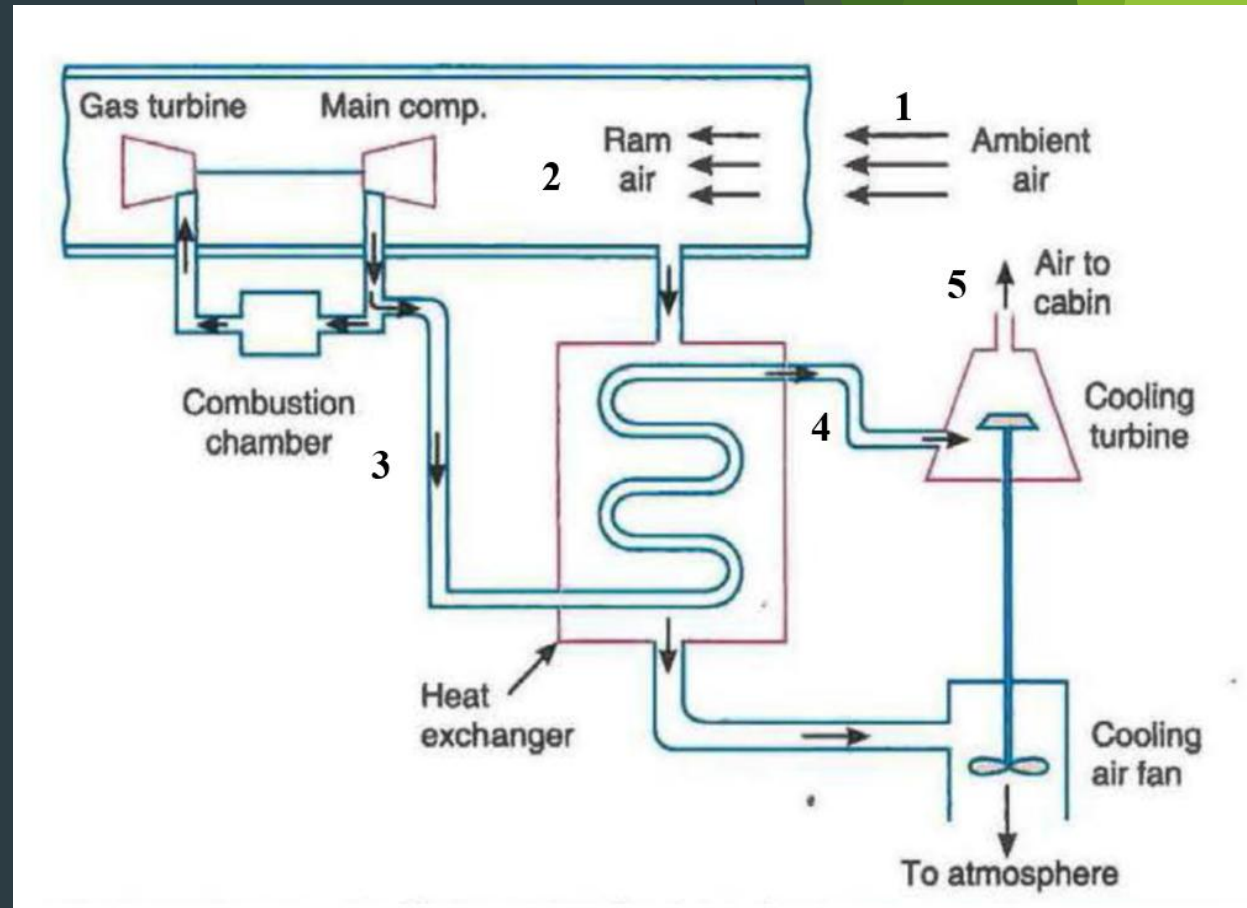 Gas turbine
Main comp.
Ram
air
1
Ambient
air
2
5
Air to
cabin
Combustion
chamber
3
4
Cooling
turbine
Heat
exchanger
Cooling
air fan
To atmosphere